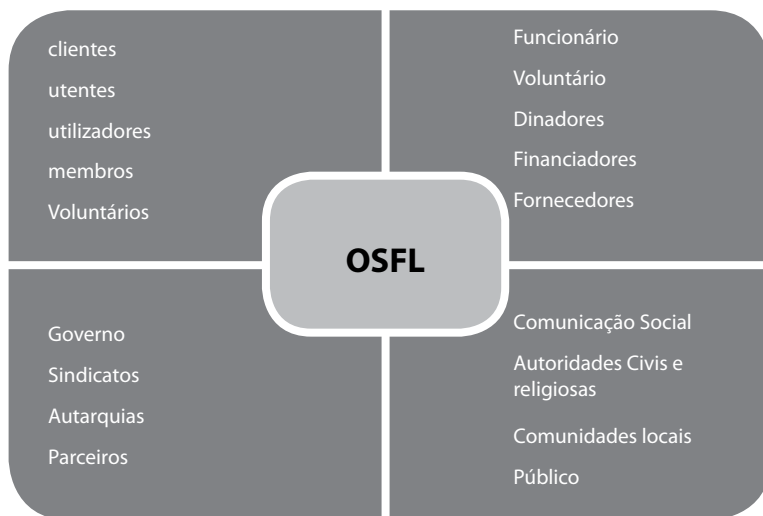 clientes
utentes
utilizadores
membros
Voluntários
Funcionário
Voluntário
Dinadores
Financiadores
Fornecedores
OSFL
Governo
Sindicatos
Autarquias
Parceiros
Comunicação Social
Autoridades Civis e
religiosas
Comunidades locais
Público